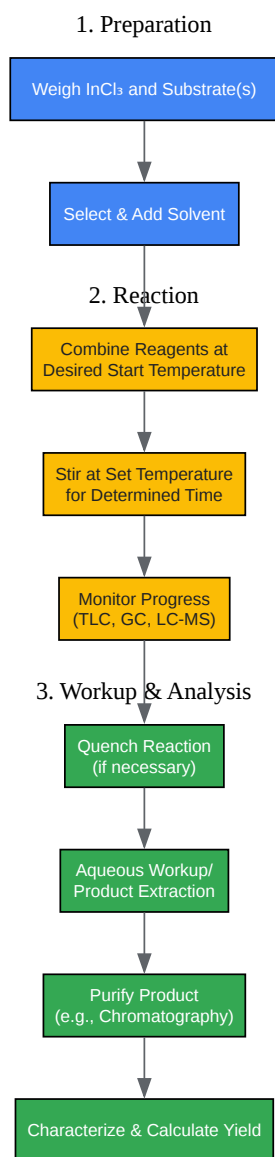 1. Preparation
Weigh InCl₃ and Substrate(s)
Select & Add Solvent
2. Reaction
Combine Reagents at
Desired Start Temperature
Stir at Set Temperature
for Determined Time
Monitor Progress
(TLC, GC, LC-MS)
3. Workup & Analysis
Quench Reaction
(if necessary)
Aqueous Workup/
Product Extraction
Purify Product
(e.g., Chromatography)
Characterize & Calculate Yield